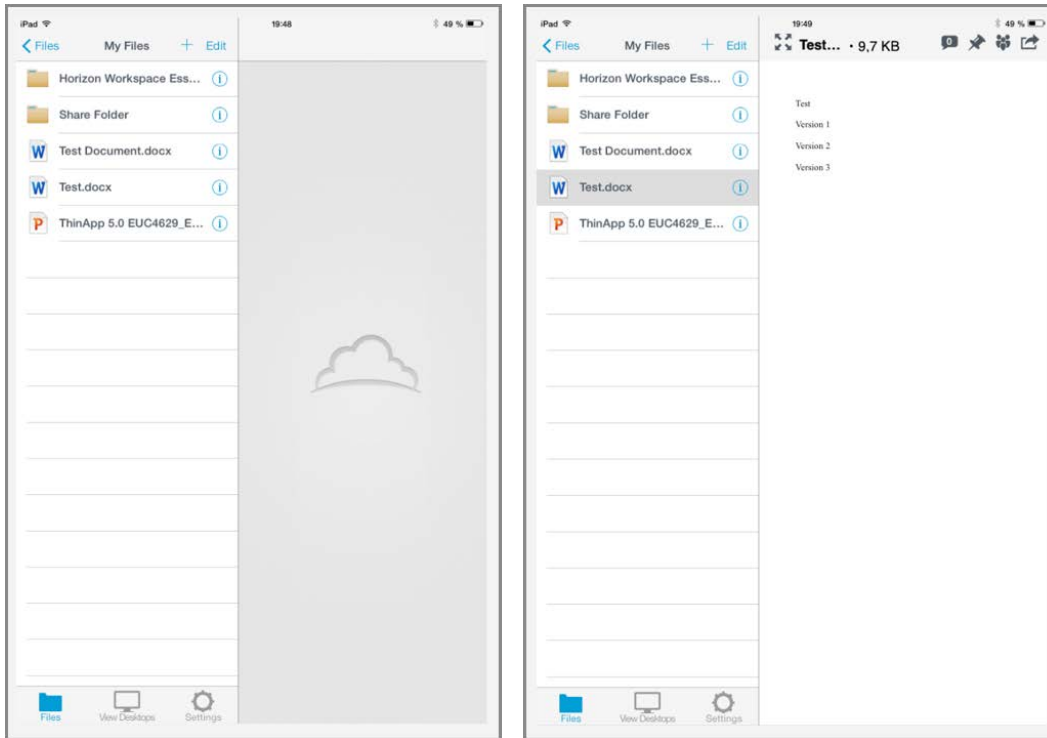 iPad 19:48 49 %
Files My Files + Edit
Horizon Workspace Ess...
Share Folder
W Test Document.docx
W Test.docx
P ThinApp 5.0 EUC4629_E...
Files View Desktops Settings
iPad 19:49 49 %
Files My Files + Edit
Test... · 9,7 KB 0
Horizon Workspace Ess...
Share Folder
W Test Document.docx
W Test.docx
P ThinApp 5.0 EUC4629_E...
Test
Version 1
Version 2
Version 3
Files View Desktops Settings